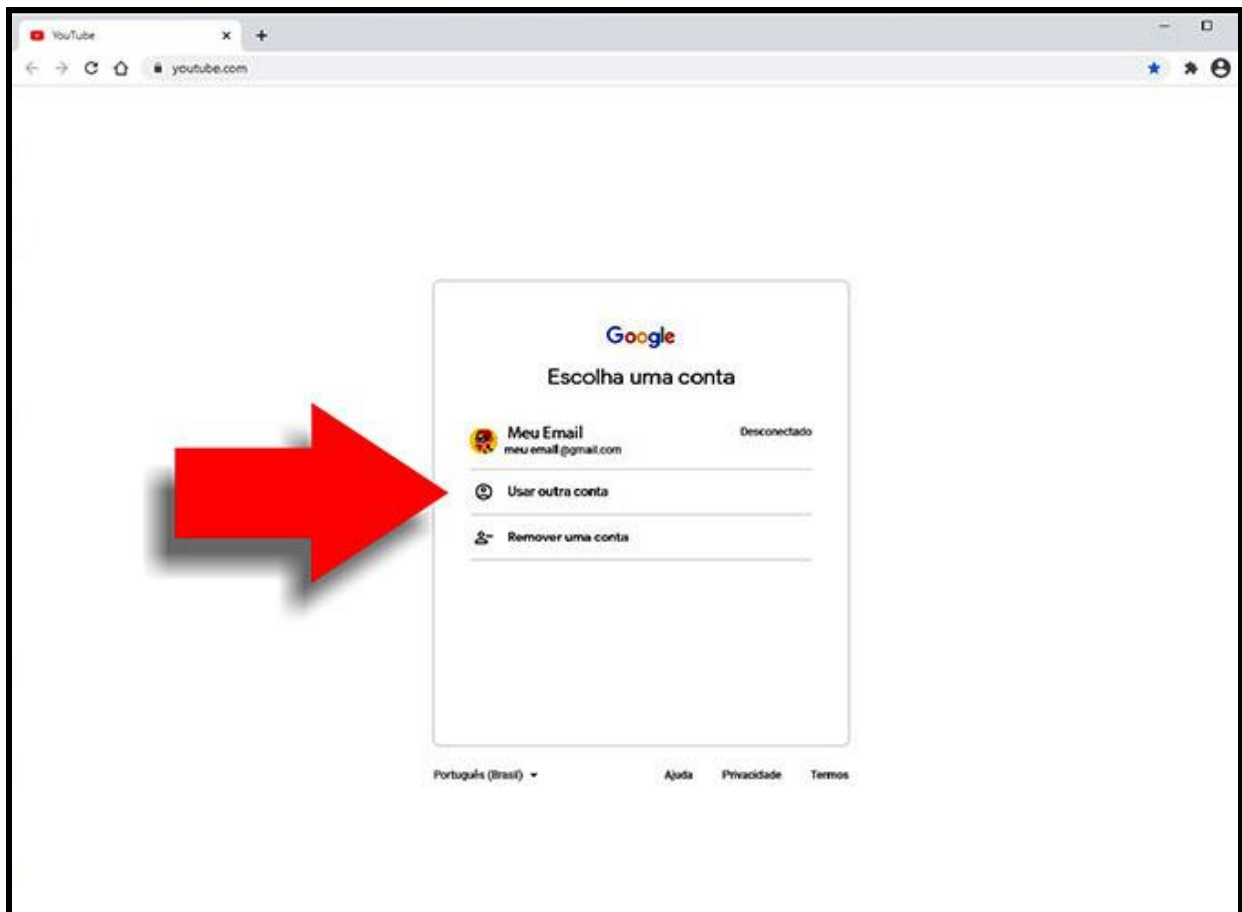 YouTube
youtube.com
Google
Escolha uma conta
Meu Email
Desconectado
meu email@gmail.com
Usar outra conta
Remover uma conta
Português (Brasil)
Ajuda Privacidade Termos